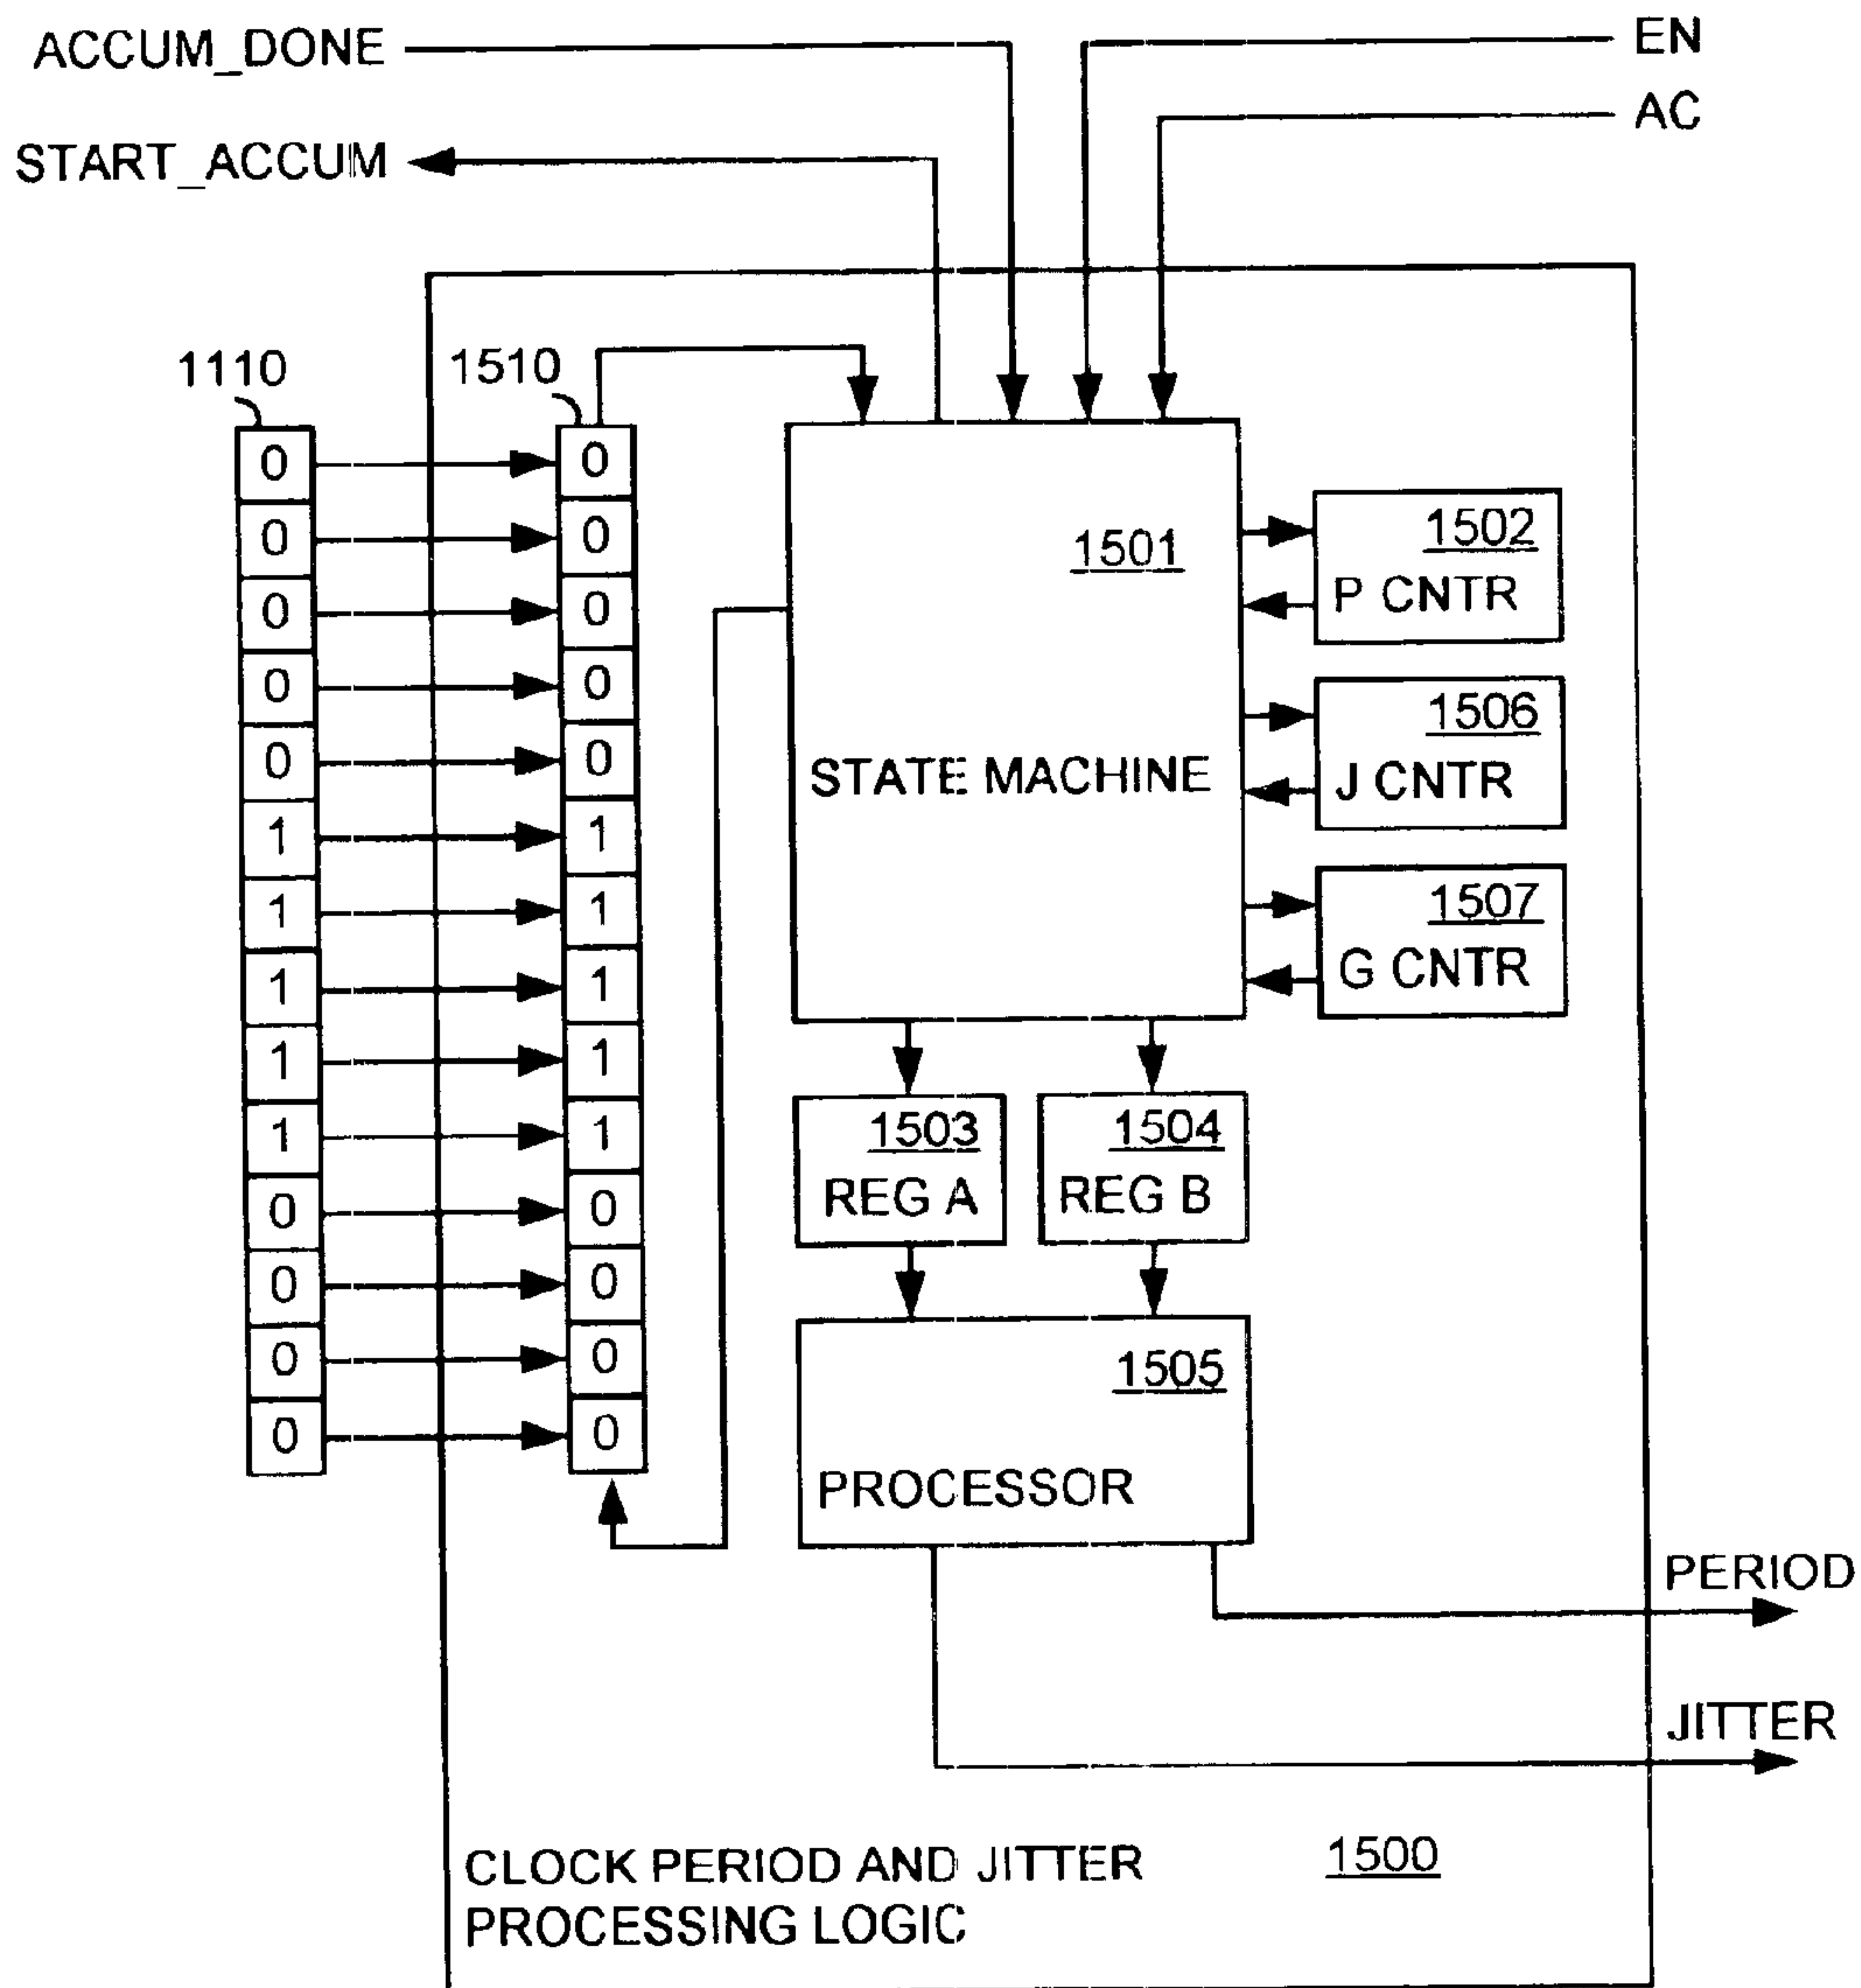 ACCUM_DONE
EN
AC
START_ACCUM
1110
1510
0 0
0 0
0 0
0 0
0 0
1 1
1 1
1 1
1 1
1 1
0 0
0 0
0 0
0 0
1501
STATE MACHINE
1502
P CNTR
1506
J CNTR
1507
G CNTR
1503
REG A
1504
REG B
1505
PROCESSOR
PERIOD
JITTER
CLOCK PERIOD AND JITTER
PROCESSING LOGIC
1500